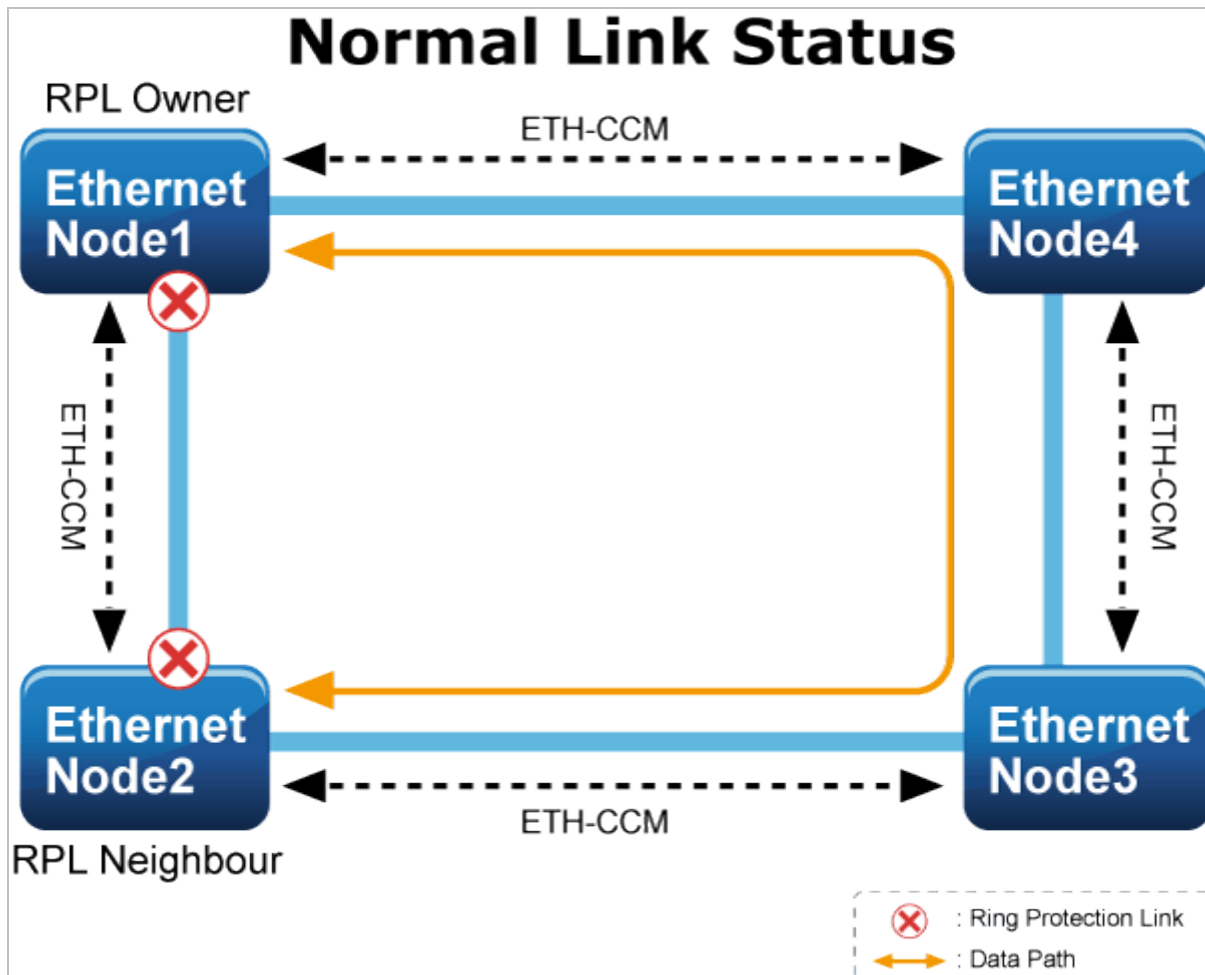 Normal Link Status
RPL Owner
ETH-CCM
Ethernet
Node1
Ethernet
Node4
ETH-CCM
ETH-CCM
Ethernet
Node2
Ethernet
Node3
ETH-CCM
RPL Neighbour
: Ring Protection Link
: Data Path